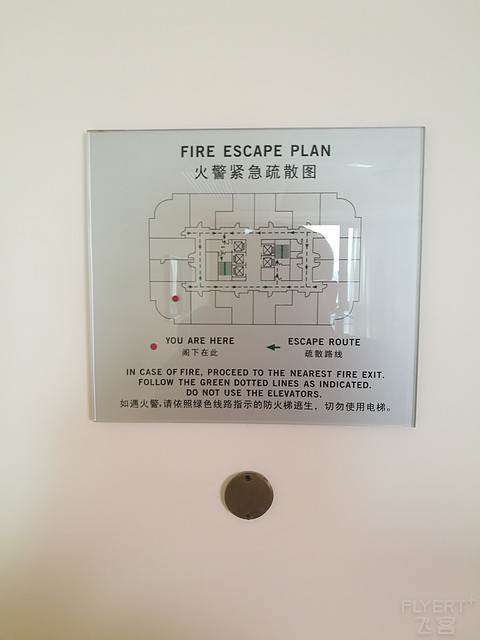 FIRE ESCAPE PLAN
火警紧急疏散图
YOU ARE HERE
阁下在此
ESCAPE ROUTE
疏散路线
IN CASE OF FIRE, PROCEED TO THE NEAREST FIRE EXIT.
FOLLOW THE GREEN DOTTED LINES AS INDICATED.
DO NOT USE THE ELEVATORS.
如遇火警,请依照绿色线路指示的防火梯逃生，切勿使用电梯。
FLYERT+
飞客